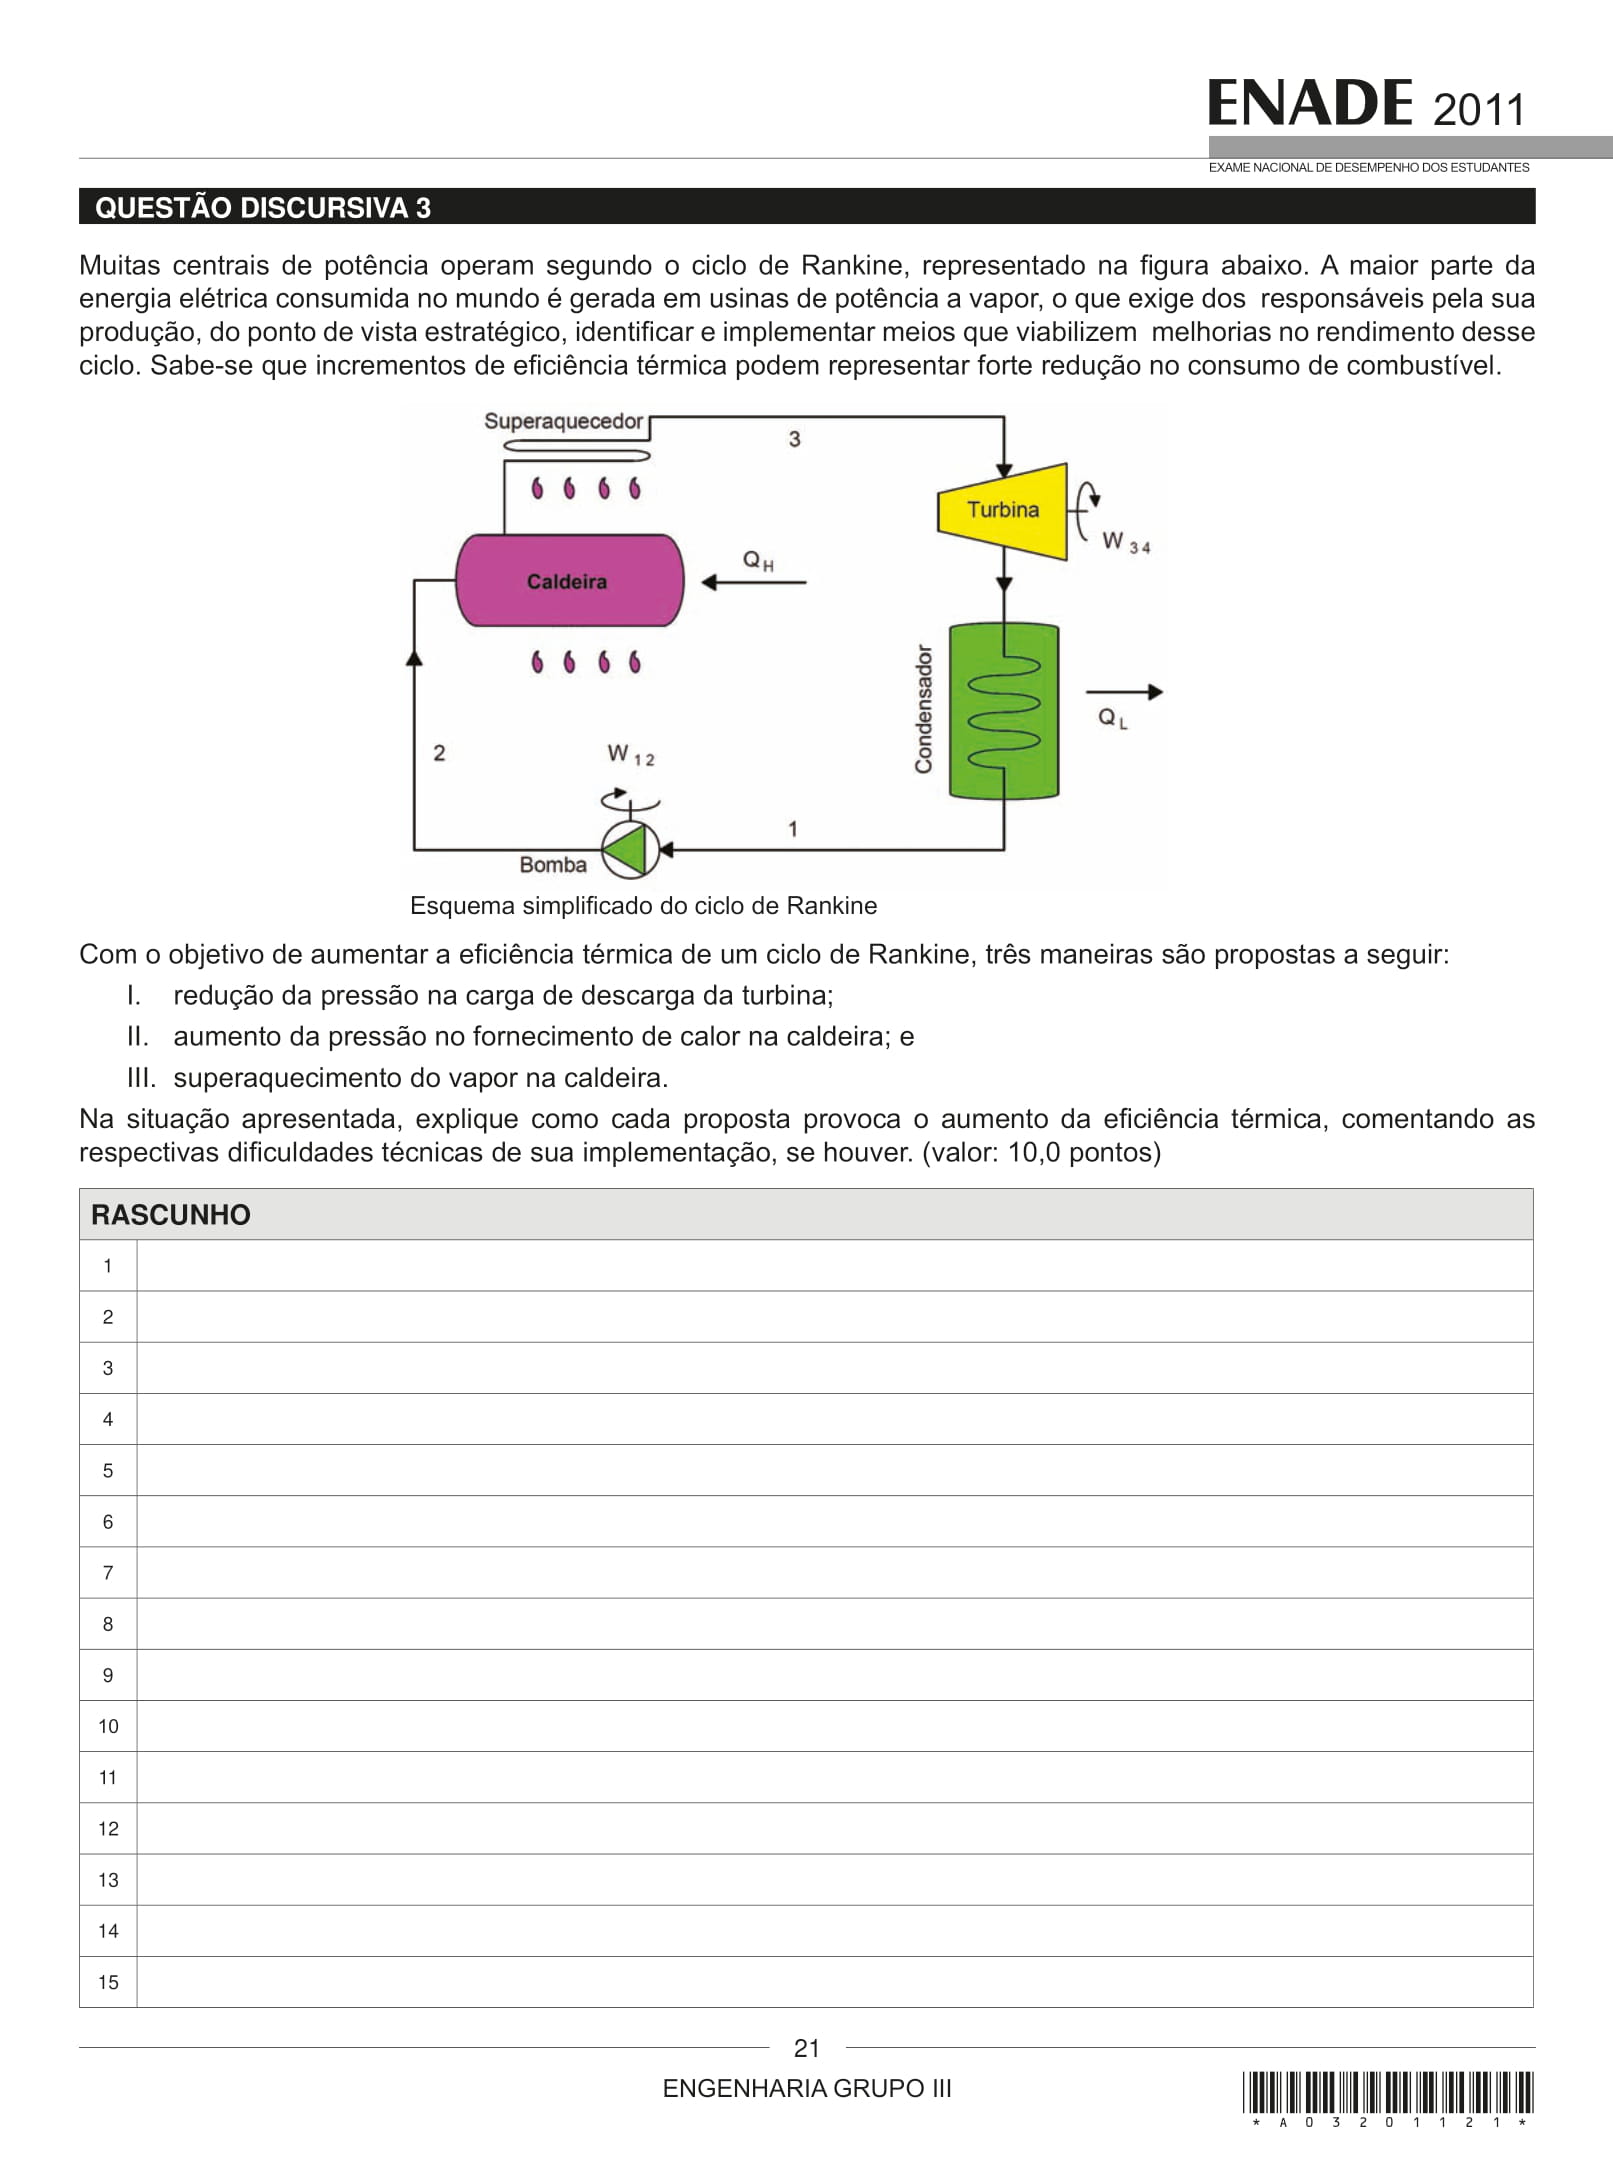 ENADE 2011
EXAME NACIONAL DE DESEMPENHO DOS ESTUDANTES
QUESTÃO DISCURSIVA 3
Muitas centrais de potência operam segundo o ciclo de Rankine, representado na figura abaixo. A maior parte da
energia elétrica consumida no mundo é gerada em usinas de potência a vapor, o que exige dos responsáveis pela sua
produção, do ponto de vista estratégico, identificar e implementar meios que viabilizem melhorias no rendimento desse
ciclo. Sabe-se que incrementos de eficiência térmica podem representar forte redução no consumo de combustível.
Superaquecedor
3
Turbina
W 34
QH
Caldeira
Condensador
QL
2
W 12
1
Bomba
Esquema simplificado do ciclo de Rankine
Com o objetivo de aumentar a eficiência térmica de um ciclo de Rankine, três maneiras são propostas a seguir:
I. redução da pressão na carga de descarga da turbina;
II. aumento da pressão no fornecimento de calor na caldeira; e
III. superaquecimento do vapor na caldeira.
Na situação apresentada, explique como cada proposta provoca o aumento da eficiência térmica, comentando as
respectivas dificuldades técnicas de sua implementação, se houver. (valor: 10,0 pontos)
RASCUNHO
1
2
3
4
5
6
7
8
9
10
11
12
13
14
15
21
ENGENHARIA GRUPO III
* A 0 3 2 0 1 1 2 1 *